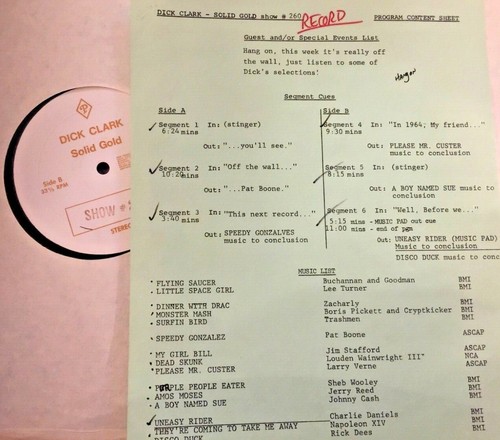 DICK CLARK - SOLID GOLD show # 260
RECORD
PROGRAM CONTENT SHEET
Guest and/or Special Events List
Hang on, this week it's really off
the wall, just listen to some of
Dick's selections!
Hangon
Segment Cues
Side A
Side B
Segment 1 In: (stinger)
6:24 mins
Out: "...you'll see."
Segment 2 In: "Off the wall..."
10:20 mins
Out: "...Pat Boone."
Segment 3 In: "This next record..."
3:40 mins
Out: SPEEDY GONZALVES
music to conclusion
Segment 4 In: "In 1964, My friend..."
9:30 mins
Out: PLEASE MR. CUSTER
music to conclusion
Segment 5 In: (stinger)
8:15 mins
Out: A BOY NAMED SUE music to
conclusion
Segment 6 In: "Well, Before we..."
5:15 mins - MUSIC PAD out cue
11:00 mins - end of pgm
Out: UNEASY RIDER (MUSIC PAD)
Music to conclusion
DISCO DUCK music to conc
MUSIC LIST
FLYING SAUCER Buchannan and Goodman BMI
LITTLE SPACE GIRL Lee Turner BMI
DINNER WITH DRAC Zacharly BMI
MONSTER MASH Boris Pickett and Cryptkicker BMI
SURFIN BIRD Trashmen BMI
SPEEDY GONZALEZ Pat Boone ASCAP
MY GIRL BILL Jim Stafford ASCAP
DEAD SKUNK Louden Wainwright III" NCA
PLEASE MR. CUSTER Larry Verne ASCAP
PURPLE PEOPLE EATER Sheb Wooley BMI
AMOS MOSES Jerry Reed BMI
A BOY NAMED SUE Johnny Cash BMI
UNEASY RIDER Charlie Daniels BMI
THEY'RE COMING TO TAKE ME AWAY Napoleon XIV BMI
DISCO DUCK Rick Dees BMI
DICK CLARK
Solid Gold
Side B
33⅓ RPM
SHOW #
STEREO